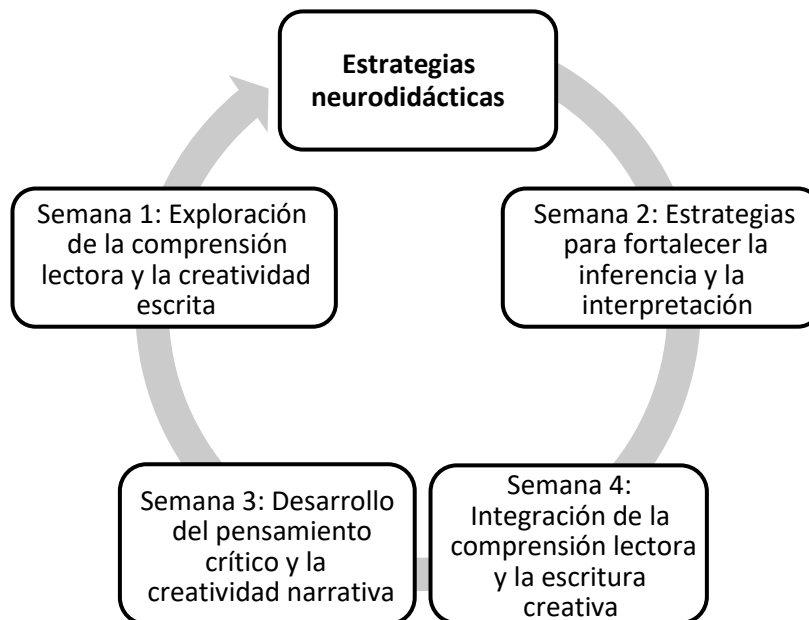 Estrategias
neurodidácticas
Semana 1: Exploración
de la comprensión
lectora y la creatividad
escrita
Semana 2: Estrategias
para fortalecer la
inferencia y la
interpretación
Semana 3: Desarrollo
del pensamiento
crítico y la
creatividad narrativa
Semana 4:
Integración de la
comprensión lectora
y la escritura
creativa